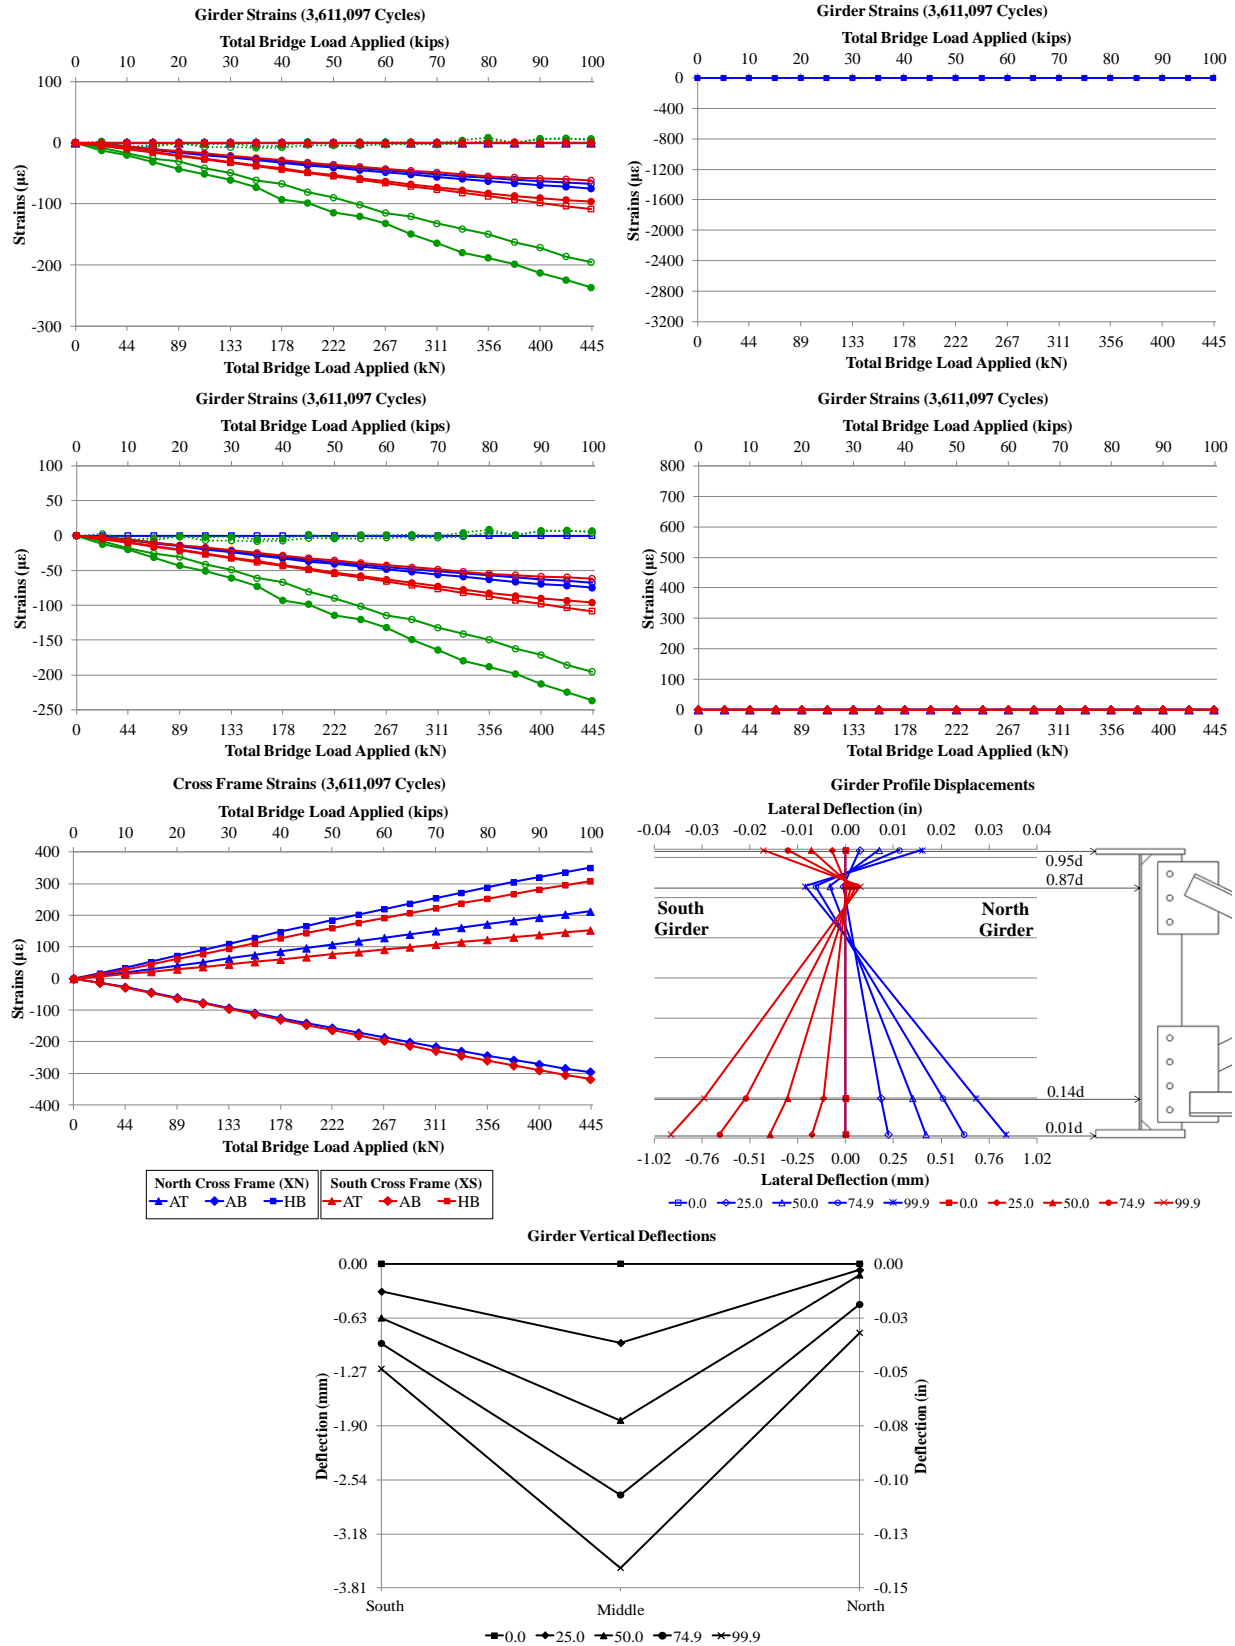 Girder Strains (3,611,097 Cycles)
Total Bridge Load Applied (kips)
0 10 20 30 40 50 60 70 80 90 100
100
0
-100
-200
-300
Strains (με)
0 44 89 133 178 222 267 311 356 400 445
Total Bridge Load Applied (kN)
Girder Strains (3,611,097 Cycles)
Total Bridge Load Applied (kips)
0 10 20 30 40 50 60 70 80 90 100
0
-400
-800
-1200
-1600
-2000
-2400
-2800
-3200
Strains (με)
0 44 89 133 178 222 267 311 356 400 445
Total Bridge Load Applied (kN)
Girder Strains (3,611,097 Cycles)
Total Bridge Load Applied (kips)
0 10 20 30 40 50 60 70 80 90 100
100
50
0
-50
-100
-150
-200
-250
Strains (με)
0 44 89 133 178 222 267 311 356 400 445
Total Bridge Load Applied (kN)
Girder Strains (3,611,097 Cycles)
Total Bridge Load Applied (kips)
0 10 20 30 40 50 60 70 80 90 100
800
700
600
500
400
300
200
100
0
Strains (με)
0 44 89 133 178 222 267 311 356 400 445
Total Bridge Load Applied (kN)
Cross Frame Strains (3,611,097 Cycles)
Total Bridge Load Applied (kips)
0 10 20 30 40 50 60 70 80 90 100
400
300
200
100
0
-100
-200
-300
-400
Strains (με)
0 44 89 133 178 222 267 311 356 400 445
Total Bridge Load Applied (kN)
North Cross Frame (XN)
AT AB HB
South Cross Frame (XS)
AT AB HB
Girder Profile Displacements
Lateral Deflection (in)
-0.04 -0.03 -0.02 -0.01 0.00 0.01 0.02 0.03 0.04
0.95d
0.87d
South Girder
North Girder
0.14d
0.01d
-1.02 -0.76 -0.51 -0.25 0.00 0.25 0.51 0.76 1.02
Lateral Deflection (mm)
0.0 25.0 50.0 74.9 99.9 0.0 25.0 50.0 74.9 99.9
Girder Vertical Deflections
0.00
-0.63
-1.27
-1.90
-2.54
-3.18
-3.81
Deflection (mm)
0.00
-0.03
-0.05
-0.08
-0.10
-0.13
-0.15
Deflection (in)
South Middle North
0.0 25.0 50.0 74.9 99.9